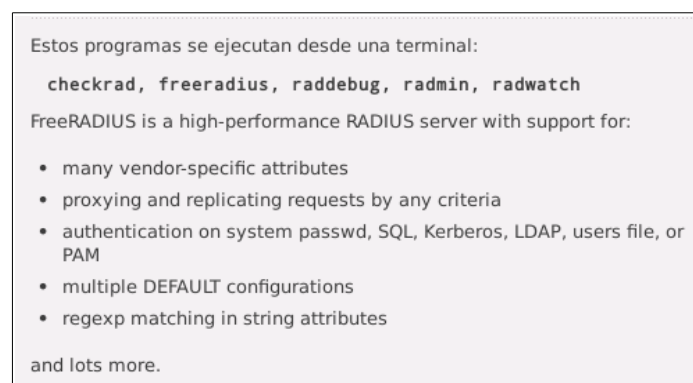 Estos programas se ejecutan desde una terminal:
checkrad, freeradius, raddebug, radmin, radwatch
FreeRADIUS is a high-performance RADIUS server with support for:
• many vendor-specific attributes
• proxying and replicating requests by any criteria
• authentication on system passwd, SQL, Kerberos, LDAP, users file, or
PAM
• multiple DEFAULT configurations
• regexp matching in string attributes
and lots more.